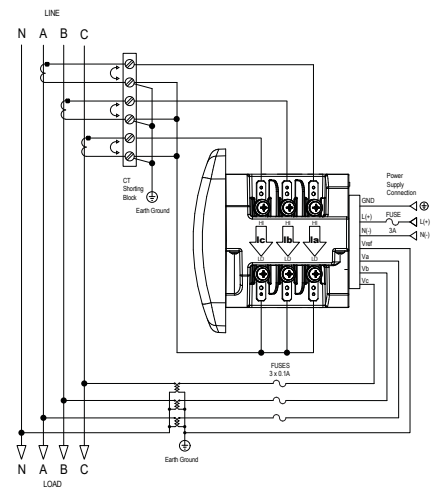 LINE
N A B C
CT
Shorting
Block
Earth Ground
Power
Supply
Connection
GND
L(+)
FUSE
L(+)
N(-)
3A
N(-)
Vref
Va
Vb
Vc
HI HI HI
Ic Ib Ia
LO LO LO
FUSES
3 x 0.1A
Earth Ground
N A B C
LOAD